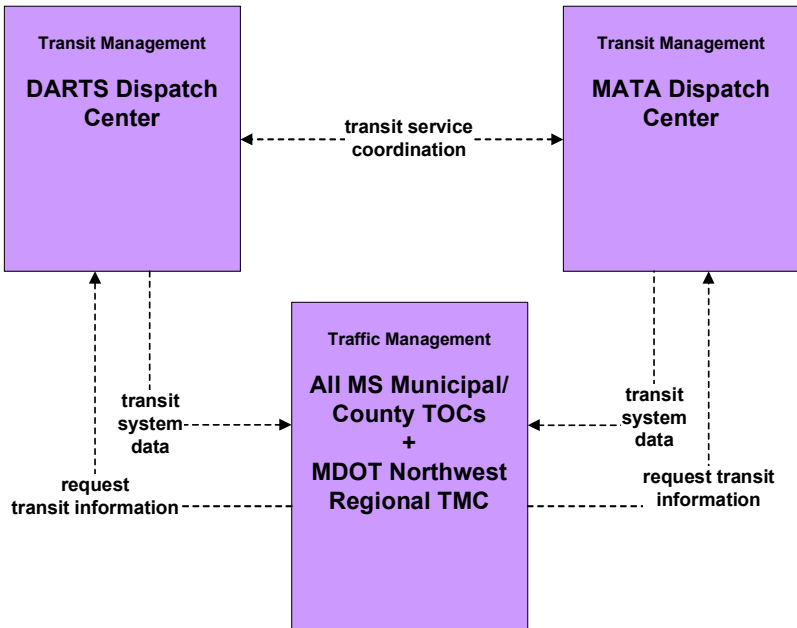 Transit Management
DARTS Dispatch
Center
Transit Management
MATA Dispatch
Center
transit service
coordination
Traffic Management
All MS Municipal/
County TOCs
+
MDOT Northwest
Regional TMC
transit
system
data
request
transit information
transit
system
data
request transit
information